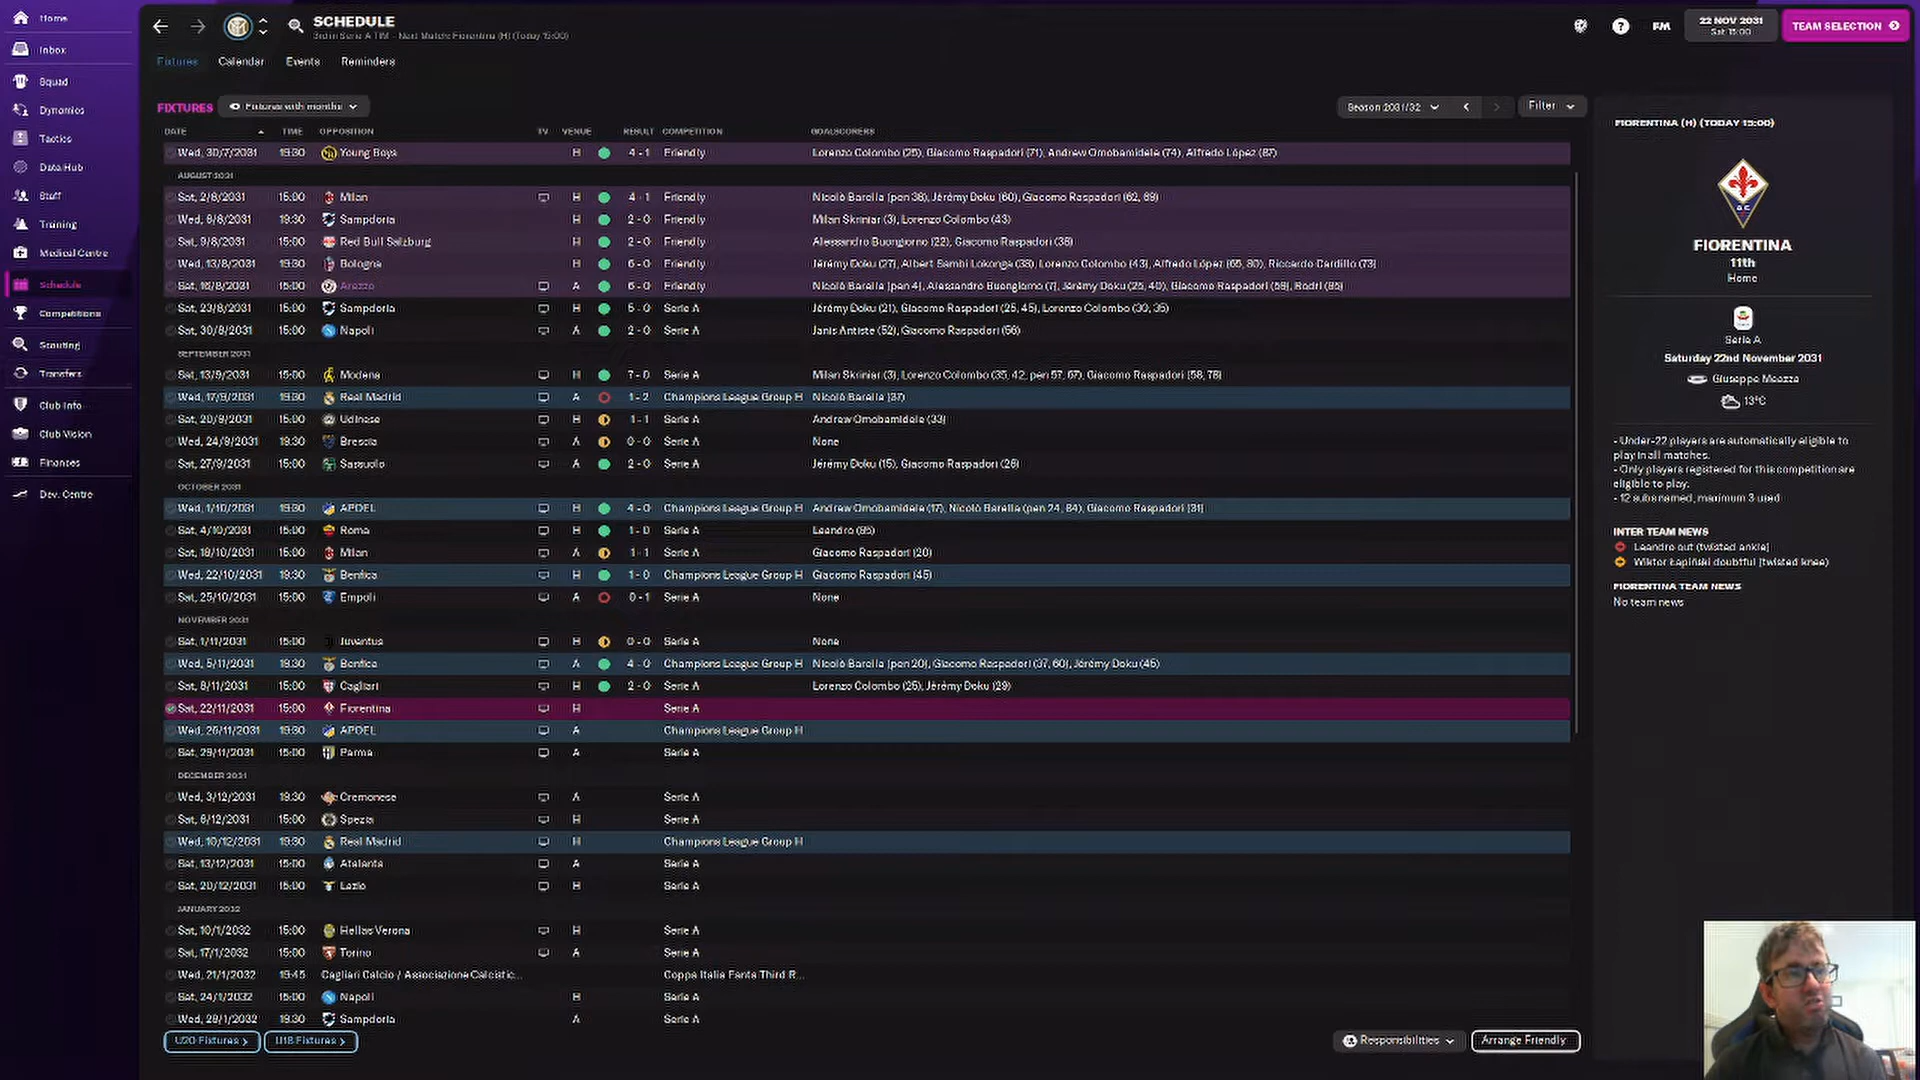 Home
Inbox
Squad
Dynamics
Tactics
Data Hub
Staff
Training
Medical Centre
Schedule
Competitions
Scouting
Transfers
Club Info
Club Vision
Finances
Dev. Centre
SCHEDULE
3rd in Serie A TIM - Next Match: Fiorentina (H) (Today 15:00)
FM
22 NOV 2031
Sat 15:00
TEAM SELECTION
Fixtures Calendar Events Reminders
FIXTURES Fixtures with months Season 2031/32 Filter
DATE TIME OPPOSITION TV VENUE RESULT COMPETITION GOALSCORERS
Wed, 30/7/2031 19:30 Young Boys H 4 - 1 Friendly Lorenzo Colombo (25), Giacomo Raspadori (71), Andrew Omobamidele (74), Alfredo López (87)
AUGUST 2031
Sat, 2/8/2031 15:00 Milan H 4 - 1 Friendly Nicolò Barella (pen 38), Jérémy Doku (60), Giacomo Raspadori (62, 69)
Wed, 6/8/2031 19:30 Sampdoria H 2 - 0 Friendly Milan Skriniar (3), Lorenzo Colombo (43)
Sat, 9/8/2031 15:00 Red Bull Salzburg H 2 - 0 Friendly Alessandro Buongiorno (22), Giacomo Raspadori (38)
Wed, 13/8/2031 19:30 Bologna H 6 - 0 Friendly Jérémy Doku (27), Albert Sambi Lokonga (38), Lorenzo Colombo (43), Alfredo López (65, 80), Riccardo Cardillo (73)
Sat, 16/8/2031 15:00 Arezzo A 6 - 0 Friendly Nicolò Barella (pen 4), Alessandro Buongiorno (7), Jérémy Doku (25, 40), Giacomo Raspadori (59), Rodri (85)
Sat, 23/8/2031 15:00 Sampdoria H 5 - 0 Serie A Jérémy Doku (21), Giacomo Raspadori (25, 45), Lorenzo Colombo (30, 35)
Sat, 30/8/2031 15:00 Napoli A 2 - 0 Serie A Janis Antiste (52), Giacomo Raspadori (56)
SEPTEMBER 2031
Sat, 13/9/2031 15:00 Modena H 7 - 0 Serie A Milan Skriniar (3), Lorenzo Colombo (35, 42, pen 57, 67), Giacomo Raspadori (58, 78)
Wed, 17/9/2031 19:30 Real Madrid A 1 - 2 Champions League Group H Nicolò Barella (37)
Sat, 20/9/2031 15:00 Udinese H 1 - 1 Serie A Andrew Omobamidele (33)
Wed, 24/9/2031 19:30 Brescia A 0 - 0 Serie A None
Sat, 27/9/2031 15:00 Sassuolo A 2 - 0 Serie A Jérémy Doku (15), Giacomo Raspadori (26)
OCTOBER 2031
Wed, 1/10/2031 19:30 APOEL H 4 - 0 Champions League Group H Andrew Omobamidele (17), Nicolò Barella (pen 24, 84), Giacomo Raspadori (31)
Sat, 4/10/2031 15:00 Roma H 1 - 0 Serie A Leandro (65)
Sat, 18/10/2031 15:00 Milan A 1 - 1 Serie A Giacomo Raspadori (20)
Wed, 22/10/2031 19:30 Benfica H 1 - 0 Champions League Group H Giacomo Raspadori (45)
Sat, 25/10/2031 15:00 Empoli A 0 - 1 Serie A None
NOVEMBER 2031
Sat, 1/11/2031 15:00 Juventus H 0 - 0 Serie A None
Wed, 5/11/2031 19:30 Benfica A 4 - 0 Champions League Group H Nicolò Barella (pen 20), Giacomo Raspadori (37, 60), Jérémy Doku (45)
Sat, 8/11/2031 15:00 Cagliari H 2 - 0 Serie A Lorenzo Colombo (25), Jérémy Doku (29)
Sat, 22/11/2031 15:00 Fiorentina H Serie A
Wed, 26/11/2031 19:30 APOEL A Champions League Group H
Sat, 29/11/2031 15:00 Parma A Serie A
DECEMBER 2031
Wed, 3/12/2031 19:30 Cremonese A Serie A
Sat, 6/12/2031 15:00 Spezia H Serie A
Wed, 10/12/2031 19:30 Real Madrid H Champions League Group H
Sat, 13/12/2031 15:00 Atalanta A Serie A
Sat, 20/12/2031 15:00 Lazio H Serie A
JANUARY 2032
Sat, 10/1/2032 15:00 Hellas Verona H Serie A
Sat, 17/1/2032 15:00 Torino A Serie A
Wed, 21/1/2032 19:45 Cagliari Calcio / Associazione Calcistic... Coppa Italia Fanta Third R...
Sat, 24/1/2032 15:00 Napoli H Serie A
Wed, 28/1/2032 19:30 Sampdoria A Serie A
U20 Fixtures > U18 Fixtures > Responsibilities Arrange Friendly
FIORENTINA (H) (TODAY 15:00)
FIORENTINA
11th
Home
Serie A
Saturday 22nd November 2031
Giuseppe Meazza
13°C
- Under-22 players are automatically eligible to
play in all matches.
- Only players registered for this competition are
eligible to play.
- 12 subs named, maximum 3 used
INTER TEAM NEWS
Leandro out (twisted ankle)
Wiktor Łapiński doubtful (twisted knee)
FIORENTINA TEAM NEWS
No team news